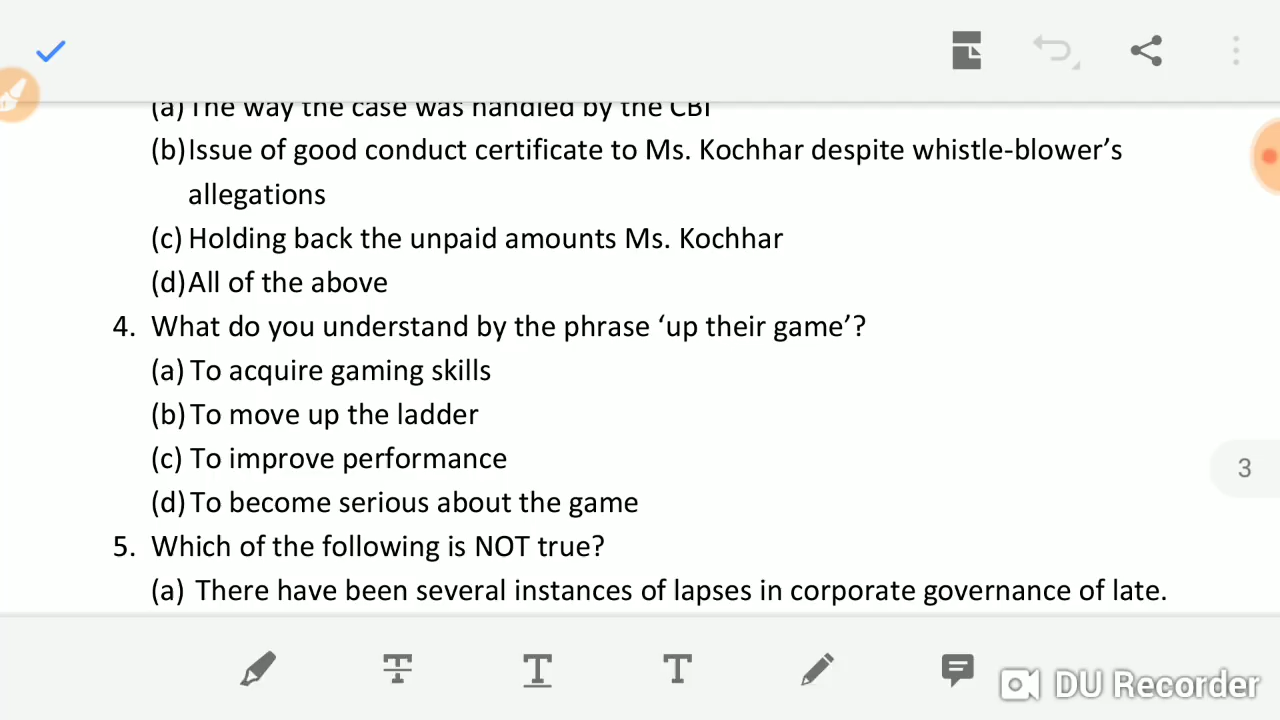 (a) The way the case was handled by the CBI
(b) Issue of good conduct certificate to Ms. Kochhar despite whistle-blower’s
allegations
(c) Holding back the unpaid amounts Ms. Kochhar
(d) All of the above
4. What do you understand by the phrase ‘up their game’?
(a) To acquire gaming skills
(b) To move up the ladder
(c) To improve performance
3
(d) To become serious about the game
5. Which of the following is NOT true?
(a) There have been several instances of lapses in corporate governance of late.
T T T
DU Recorder